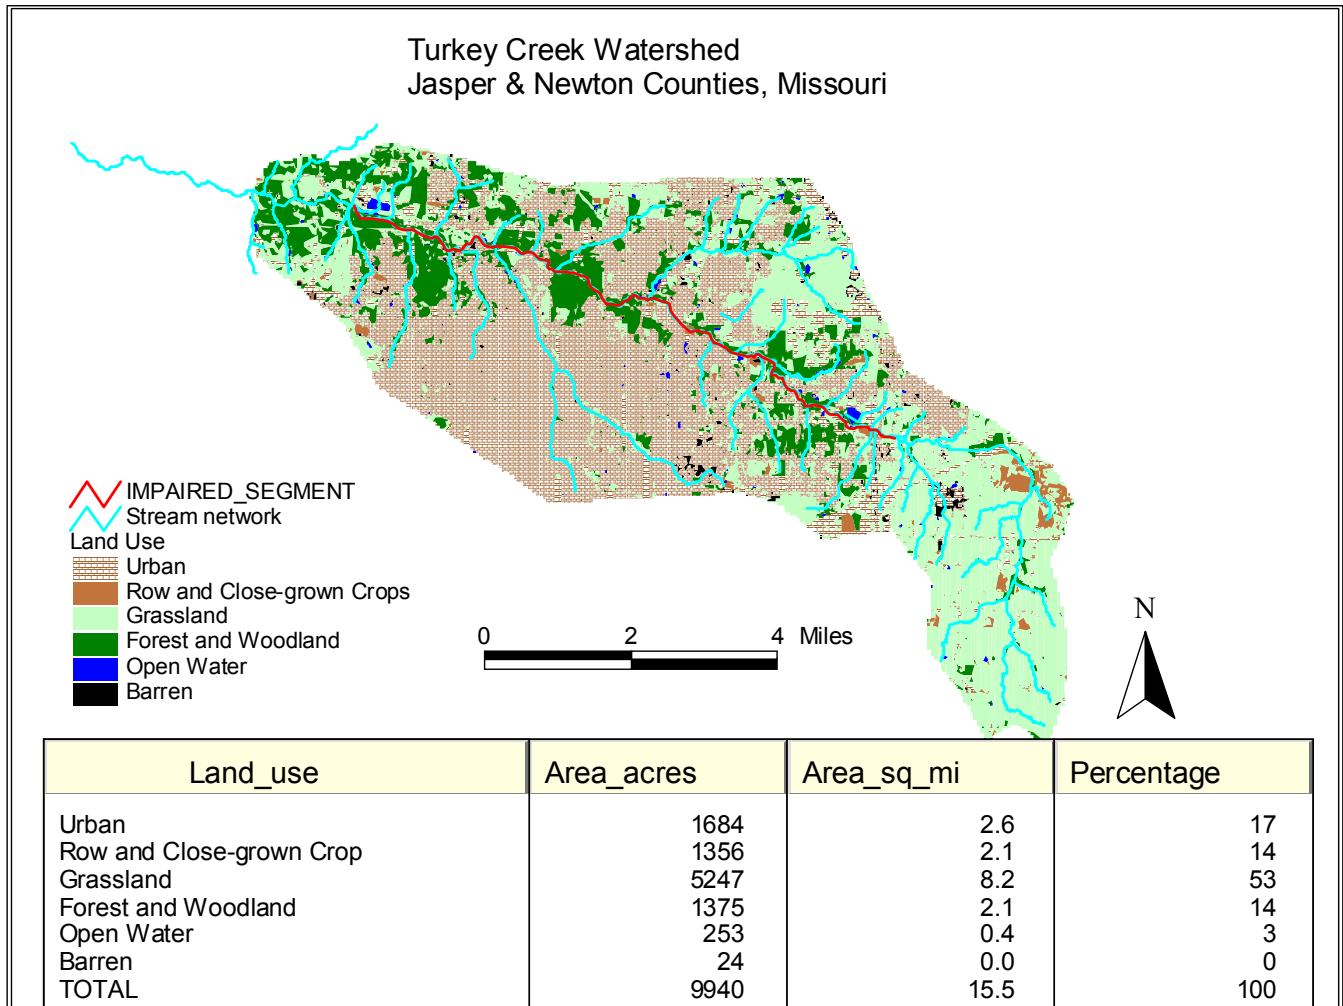 Turkey Creek Watershed
Jasper & Newton Counties, Missouri
IMPAIRED_SEGMENT
Stream network
Land Use
Urban
Row and Close-grown Crops
Grassland
Forest and Woodland
Open Water
Barren
0 2 4 Miles
N
Land_use Area_acres Area_sq_mi Percentage
Urban 1684 2.6 17
Row and Close-grown Crop 1356 2.1 14
Grassland 5247 8.2 53
Forest and Woodland 1375 2.1 14
Open Water 253 0.4 3
Barren 24 0.0 0
TOTAL 9940 15.5 100